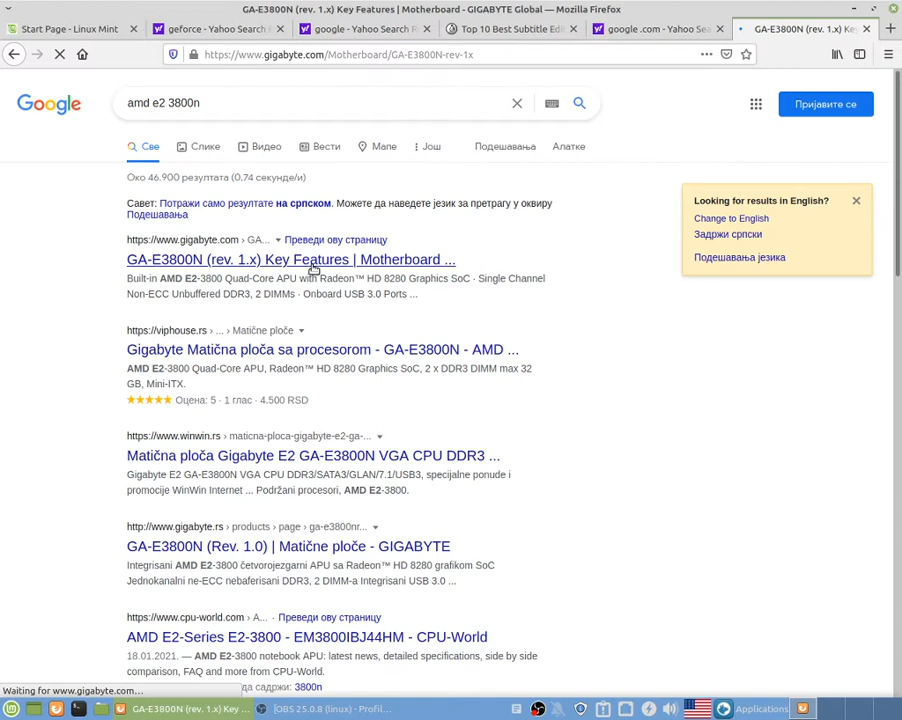 GA-E3800N (rev. 1.x) Key Features | Motherboard - GIGABYTE Global — Mozilla Firefox
Start Page - Linux Mint
geforce - Yahoo Search
google - Yahoo Search R
Top 10 Best Subtitle Edi
google .com - Yahoo Sea
GA-E3800N (rev. 1.x) Key
https://www.gigabyte.com/Motherboard/GA-E3800N-rev-1x
Google
amd e2 3800n
Пријавите се
Све
Слике
Видео
Вести
Мапе
Још
Подешавања
Алатке
Око 46.900 резултата (0,74 секунде/и)
Савет: Потражи само резултате на српском. Можете да наведете језик за претрагу у оквиру
Подешавања
Looking for results in English?
Change to English
Задржи српски
Подешавања језика
https://www.gigabyte.com › GA... Преведи ову страницу
GA-E3800N (rev. 1.x) Key Features | Motherboard ...
Built-in AMD E2-3800 Quad-Core APU with Radeon™ HD 8280 Graphics SoC · Single Channel
Non-ECC Unbuffered DDR3, 2 DIMMs · Onboard USB 3.0 Ports ...
https://viphouse.rs › ... › Matične ploče
Gigabyte Matična ploča sa procesorom - GA-E3800N - AMD ...
AMD E2-3800 Quad-Core APU, Radeon™ HD 8280 Graphics SoC, 2 x DDR3 DIMM max 32
GB, Mini-ITX.
Оцена: 5 · 1 глас · 4.500 RSD
https://www.winwin.rs › maticna-ploca-gigabyte-e2-ga-...
Matična ploča Gigabyte E2 GA-E3800N VGA CPU DDR3 ...
Gigabyte E2 GA-E3800N VGA CPU DDR3/SATA3/GLAN/7.1/USB3, specijalne ponude i
promocije WinWin Internet ... Podržani procesori, AMD E2-3800.
http://www.gigabyte.rs › products › page › ga-e3800nr...
GA-E3800N (Rev. 1.0) | Matične ploče - GIGABYTE
Integrisani AMD E2-3800 četvorojezgarni APU sa Radeon™ HD 8280 grafikom SoC
Jednokanalni ne-ECC nebaferisani DDR3, 2 DIMM-a Integrisani USB 3.0 ...
https://www.cpu-world.com › A... · Преведи ову страницу
AMD E2-Series E2-3800 - EM3800IBJ44HM - CPU-World
18.01.2021. — AMD E2-3800 notebook APU: latest news, detailed specifications, side by side
comparison, FAQ and more from CPU-World.
да садржи: 3800n
Waiting for www.gigabyte.com…
GA-E3800N (rev. 1.x) Key ...
[OBS 25.0.8 (linux) - Profil...
Applications